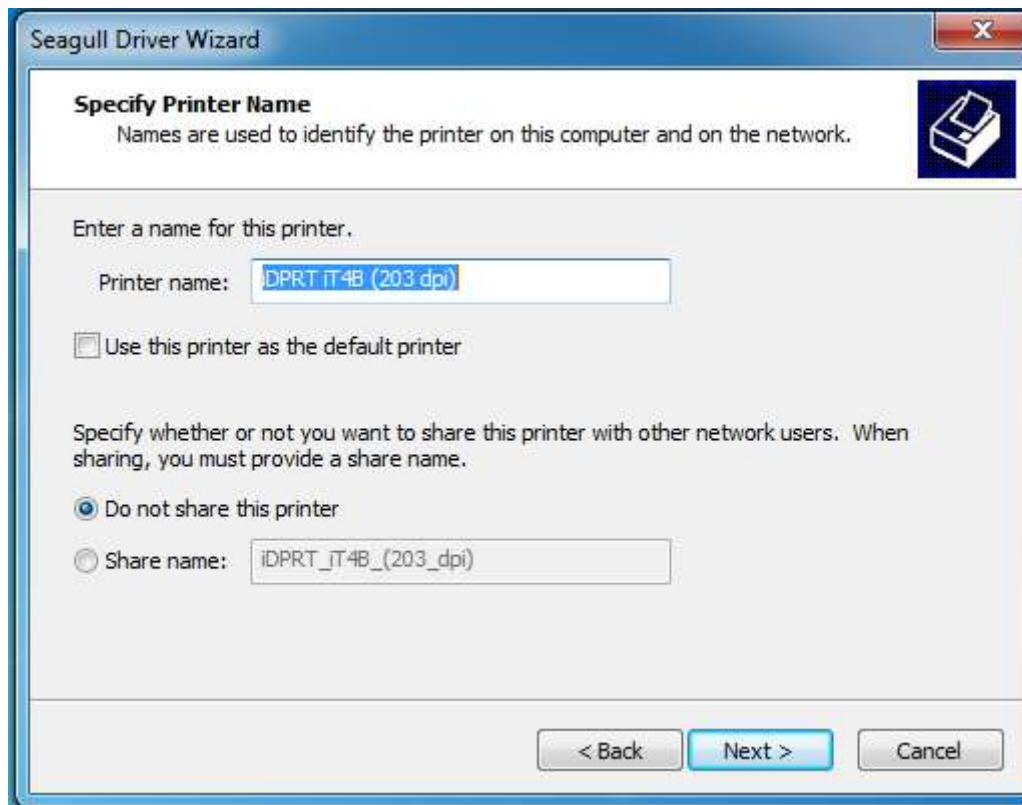 Seagull Driver Wizard
Specify Printer Name
Names are used to identify the printer on this computer and on the network.
Enter a name for this printer.
Printer name: iDPRT iT4B (203 dpi)
Use this printer as the default printer
Specify whether or not you want to share this printer with other network users.  When
sharing, you must provide a share name.
Do not share this printer
Share name: iDPRT_iT4B_(203_dpi)
< Back Next > Cancel